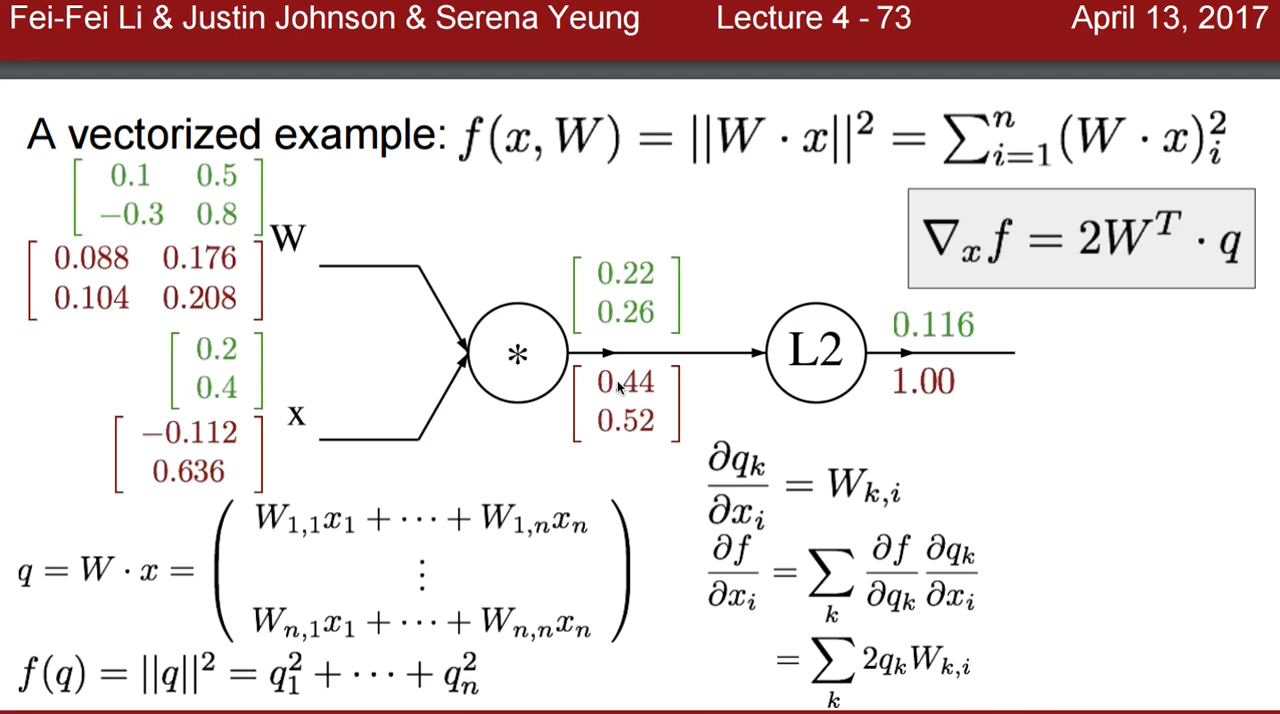 Fei-Fei Li & Justin Johnson & Serena Yeung Lecture 4 - 73 April 13, 2017
A vectorized example: f(x, W) = ||W · x||² = ∑ⁿᵢ₌₁(W · x)²ᵢ
[ 0.1 0.5
−0.3 0.8 ]
W
[ 0.088 0.176
0.104 0.208 ]
[ 0.2
0.4 ]
x
[ −0.112
0.636 ]
*
[ 0.22
0.26 ]
[ 0.44
0.52 ]
L2
0.116
1.00
∇ₓf = 2Wᵀ · q
q = W · x = ( W₁,₁x₁ + ⋯ + W₁,ₙxₙ
⋮
Wₙ,₁x₁ + ⋯ + Wₙ,ₙxₙ )
f(q) = ||q||² = q₁² + ⋯ + qₙ²
∂qₖ/∂xᵢ = Wₖ,ᵢ
∂f/∂xᵢ = ∑ₖ ∂f/∂qₖ ∂qₖ/∂xᵢ
= ∑ₖ 2qₖWₖ,ᵢ